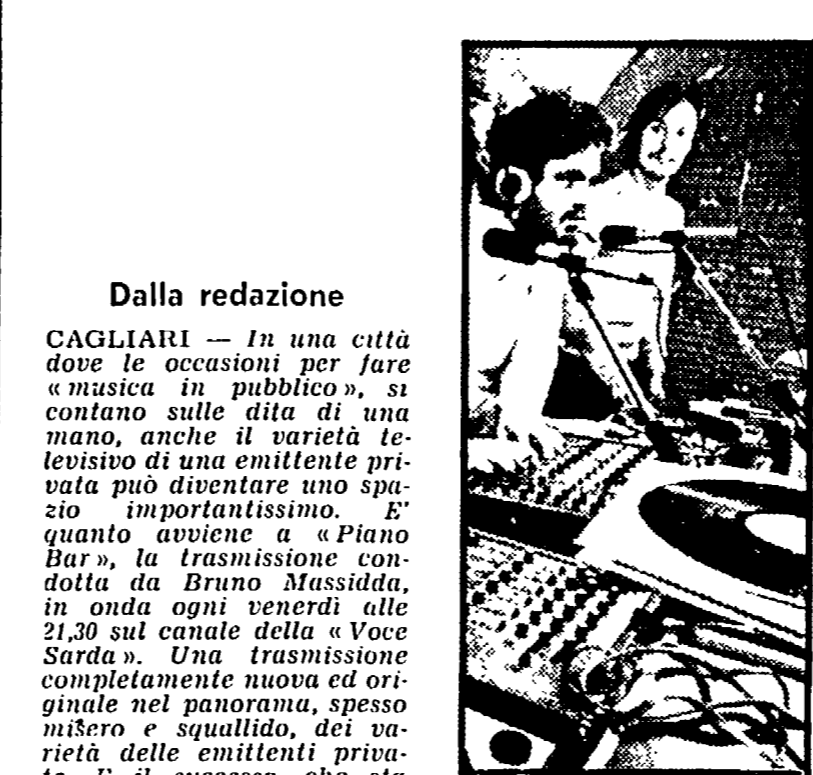 Dalla redazione
CAGLIARI — In una città
dove le occasioni per fare
« musica in pubblico », si
contano sulle dita di una
mano, anche il varietà te-
levisivo di una emittente pri-
vata può diventare uno spa-
zio importantissimo. E'
quanto avviene a « Piano
Bar », la trasmissione con-
dotta da Bruno Massidda,
in onda ogni venerdì alle
21,30 sul canale della « Voce
Sarda ». Una trasmissione
completamente nuova ed ori-
ginale nel panorama, spesso
misero e squallido, dei va-
rietà delle emittenti priva-